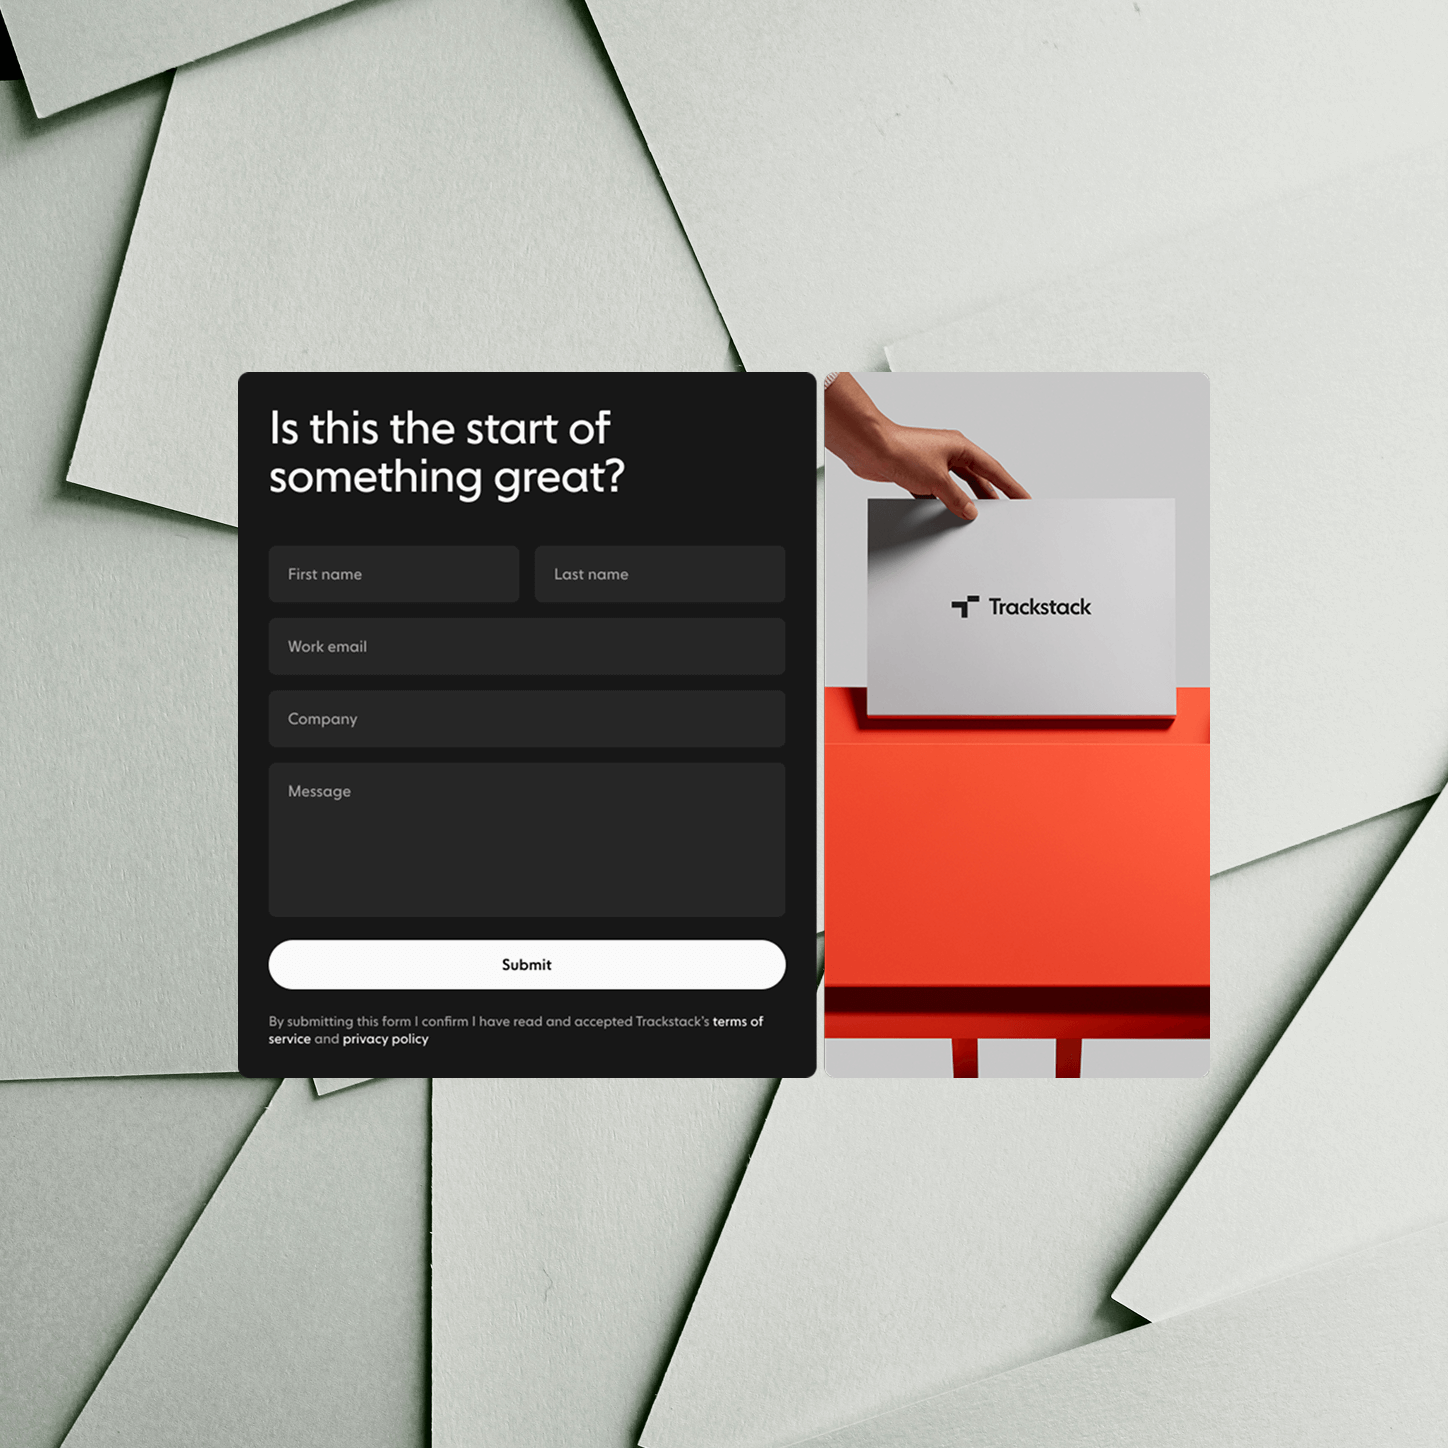 Is this the start of
something great?
First name
Last name
Work email
Company
Message
Submit
By submitting this form I confirm I have read and accepted Trackstack's terms of
service and privacy policy
Trackstack